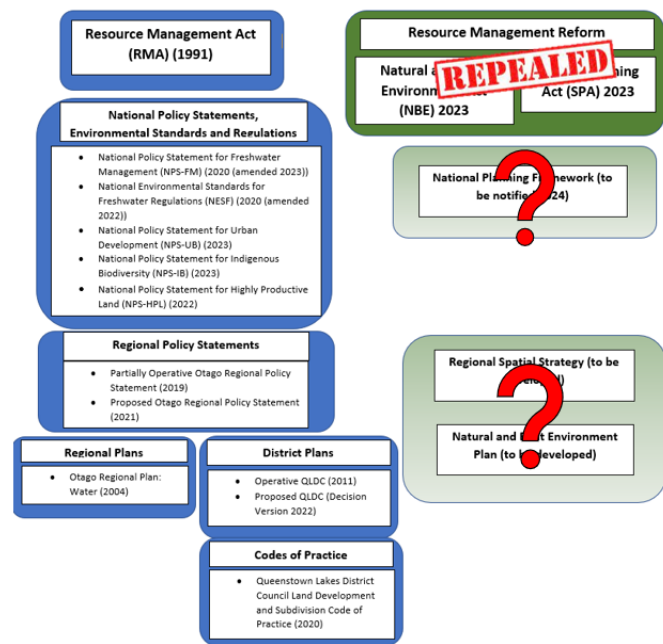 Resource Management Act
(RMA) (1991)
National Policy Statements,
Environmental Standards and Regulations
• National Policy Statement for Freshwater
Management (NPS-FM) (2020 (amended 2023))
• National Environmental Standards for
Freshwater Regulations (NESF) (2020 (amended
2022))
• National Policy Statement for Urban
Development (NPS-UB) (2023)
• National Policy Statement for Indigenous
Biodiversity (NPS-IB) (2023)
• National Policy Statement for Highly Productive
Land (NPS-HPL) (2022)
Regional Policy Statements
• Partially Operative Otago Regional Policy
Statement (2019)
• Proposed Otago Regional Policy Statement
(2021)
Regional Plans
• Otago Regional Plan:
Water (2004)
District Plans
• Operative QLDC (2011)
• Proposed QLDC (Decision
Version 2022)
Codes of Practice
• Queenstown Lakes District
Council Land Development
and Subdivision Code of
Practice (2020)
Resource Management Reform
REPEALED
Natural
Environment
(NBE) 2023
Act (SPA) 2023
National Planning Framework (to
be notified 2024)
?
Regional Spatial Strategy (to be
?
Natural and Environment
Plan (to be developed)